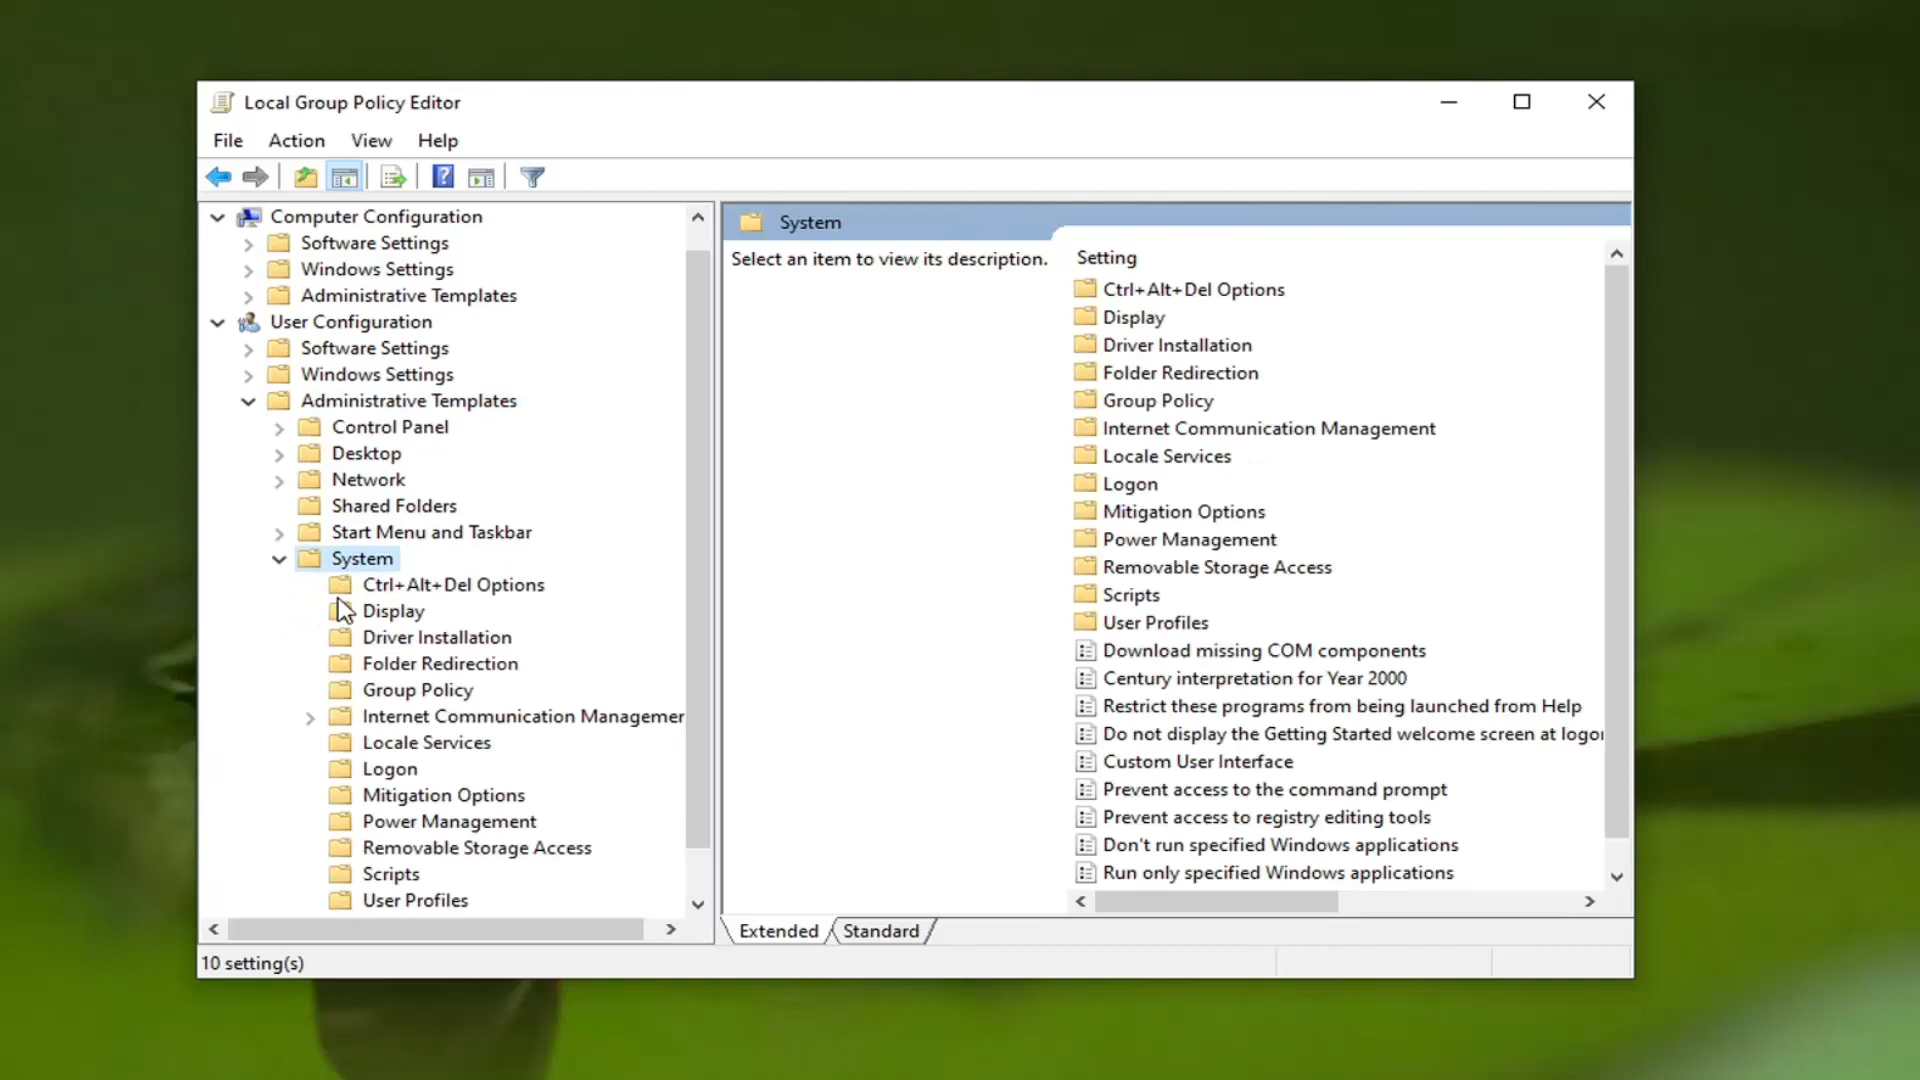 Local Group Policy Editor
File Action View Help
Computer Configuration
Software Settings
Windows Settings
Administrative Templates
User Configuration
Software Settings
Windows Settings
Administrative Templates
Control Panel
Desktop
Network
Shared Folders
Start Menu and Taskbar
System
Ctrl+Alt+Del Options
Display
Driver Installation
Folder Redirection
Group Policy
Internet Communication Managemer
Locale Services
Logon
Mitigation Options
Power Management
Removable Storage Access
Scripts
User Profiles
System
Select an item to view its description.
Setting
Ctrl+Alt+Del Options
Display
Driver Installation
Folder Redirection
Group Policy
Internet Communication Management
Locale Services
Logon
Mitigation Options
Power Management
Removable Storage Access
Scripts
User Profiles
Download missing COM components
Century interpretation for Year 2000
Restrict these programs from being launched from Help
Do not display the Getting Started welcome screen at logor
Custom User Interface
Prevent access to the command prompt
Prevent access to registry editing tools
Don't run specified Windows applications
Run only specified Windows applications
Extended Standard
10 setting(s)